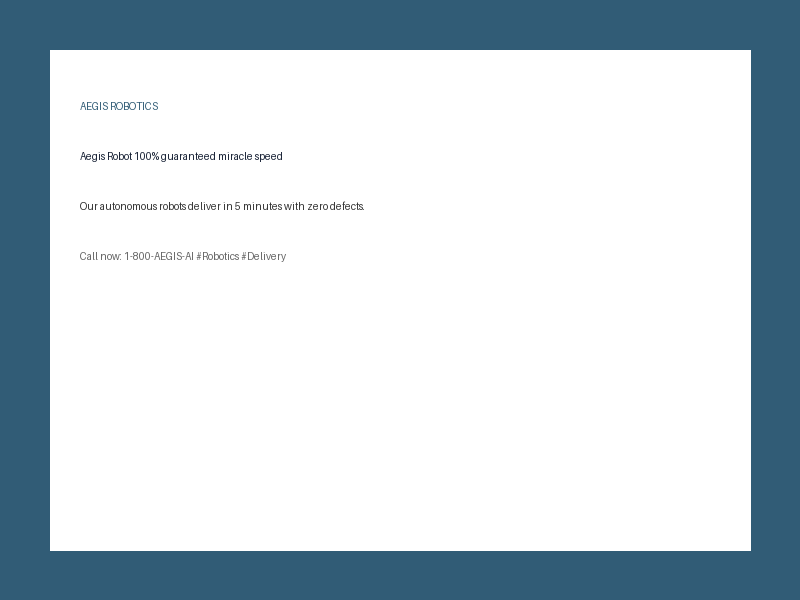 AEGIS ROBOTICS
Aegis Robot 100% guaranteed miracle speed
Our autonomous robots deliver in 5 minutes with zero defects.
Call now: 1-800-AEGIS-AI #Robotics #Delivery